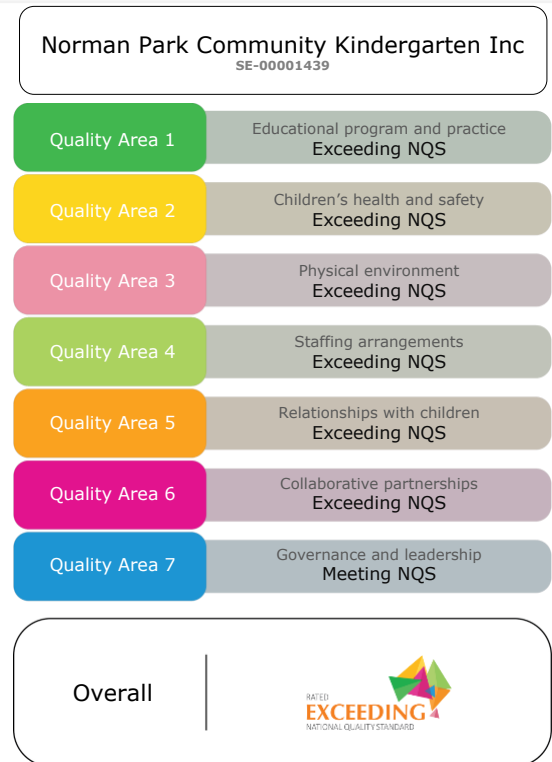 Norman Park Community Kindergarten Inc
SE-00001439
Quality Area 1
Educational program and practice
Exceeding NQS
Quality Area 2
Children’s health and safety
Exceeding NQS
Quality Area 3
Physical environment
Exceeding NQS
Quality Area 4
Staffing arrangements
Exceeding NQS
Quality Area 5
Relationships with children
Exceeding NQS
Quality Area 6
Collaborative partnerships
Exceeding NQS
Quality Area 7
Governance and leadership
Meeting NQS
Overall
RATED
EXCEEDING
NATIONAL QUALITY STANDARD